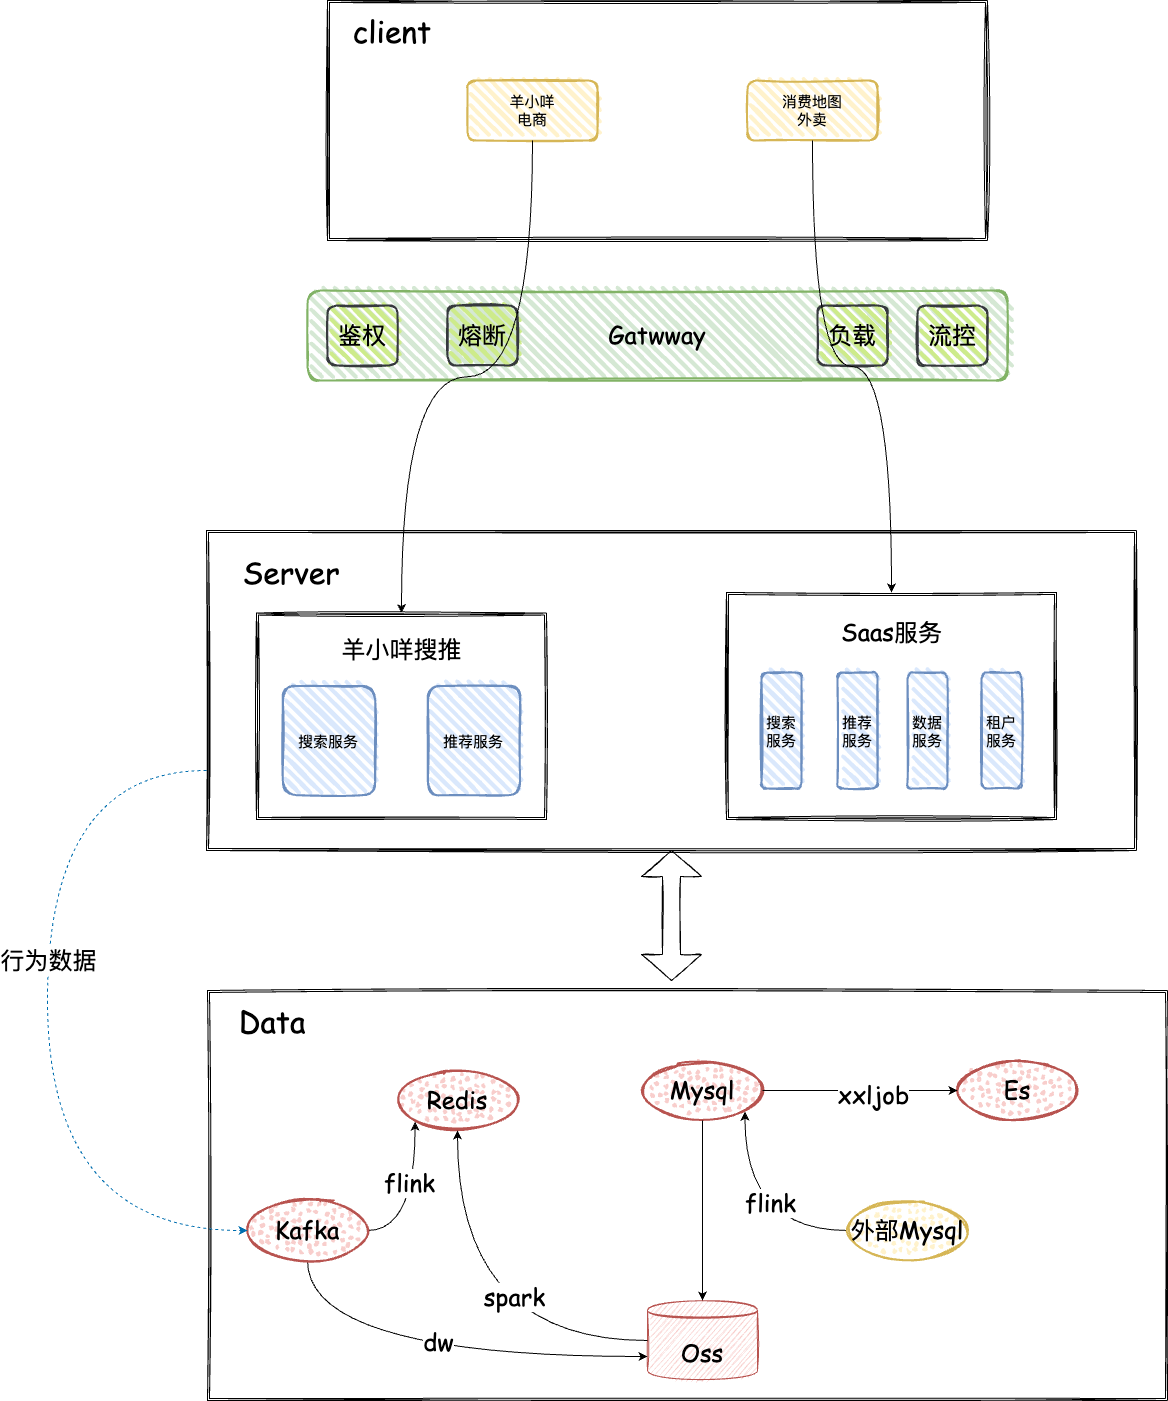 client
羊小咩
电商
消费地图
外卖
鉴权
熔断
Gatwway
负载
流控
Server
羊小咩搜推
搜索服务
推荐服务
Saas服务
搜索
服务
推荐
服务
数据
服务
租户
服务
行为数据
Data
Redis
Mysql
xxljob
Es
flink
Kafka
flink
外部Mysql
spark
dw
Oss